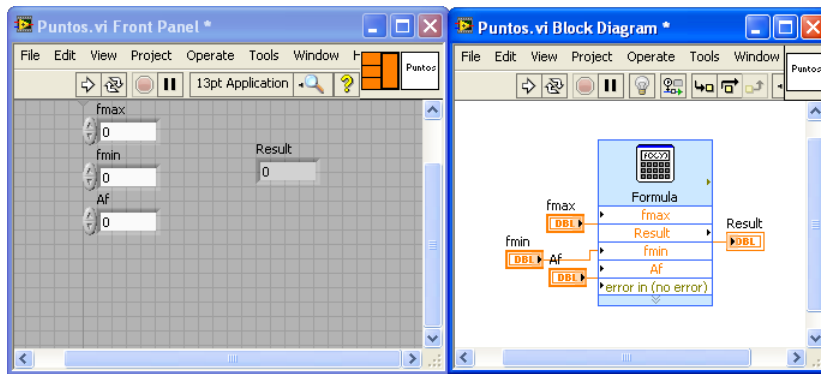 Puntos.vi Front Panel *
File Edit View Project Operate Tools Window H
Puntos
13pt Application
?
fmax
0
fmin
0
Af
0
Result
0
Puntos.vi Block Diagram *
File Edit View Project Operate Tools Window
Puntos
Formula
fmax
Result
fmin
Af
error in (no error)
fmax
DBL
fmin
DBL
Af
DBL
Result
DBL